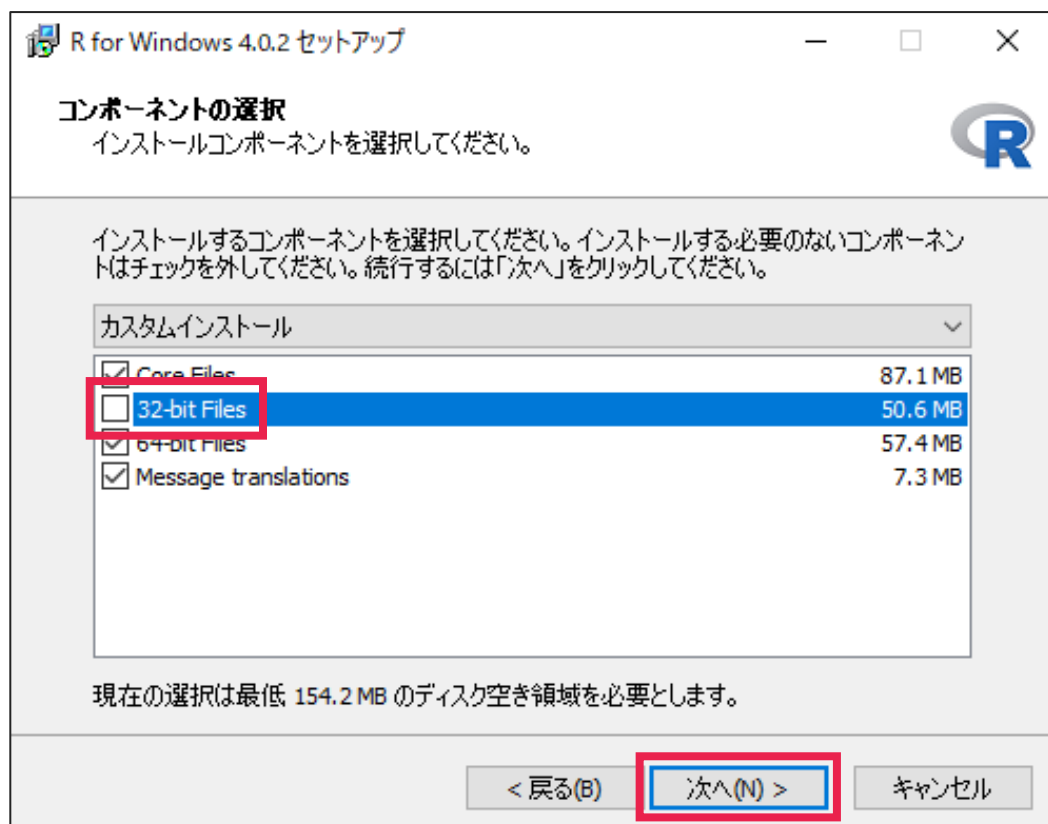 R for Windows 4.0.2 セットアップ
コンポーネントの選択
インストールコンポーネントを選択してください。
R
インストールするコンポーネントを選択してください。インストールする必要のないコンポーネン
トはチェックを外してください。続行するには「次へ」をクリックしてください。
カスタムインストール
Core Files 87.1 MB
32-bit Files 50.6 MB
64-bit Files 57.4 MB
Message translations 7.3 MB
現在の選択は最低 154.2 MB のディスク空き領域を必要とします。
< 戻る(B) 次へ(N) > キャンセル